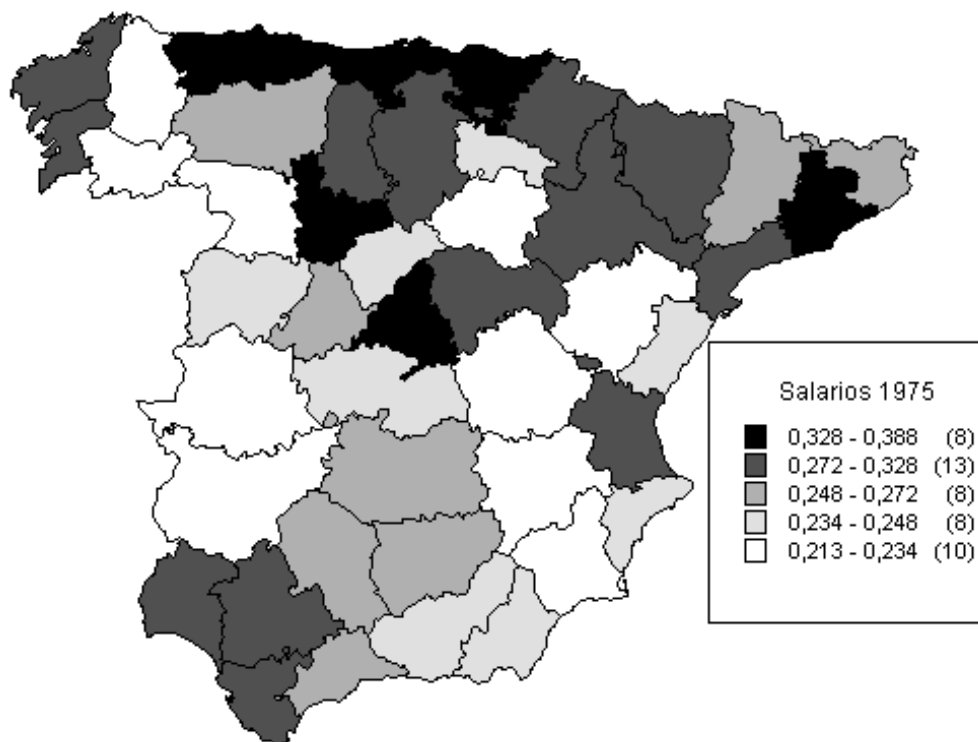 Salarios 1975
0,328 - 0,388 (8)
0,272 - 0,328 (13)
0,248 - 0,272 (8)
0,234 - 0,248 (8)
0,213 - 0,234 (10)